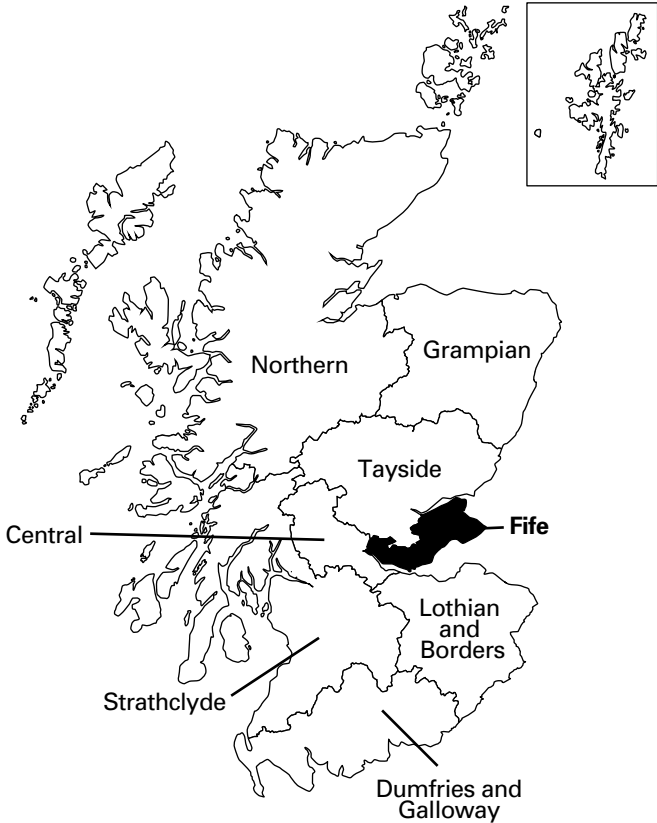 Grampian
Northern
Tayside
Fife
Central
Lothian
and
Borders
Strathclyde
Dumfries and
Galloway